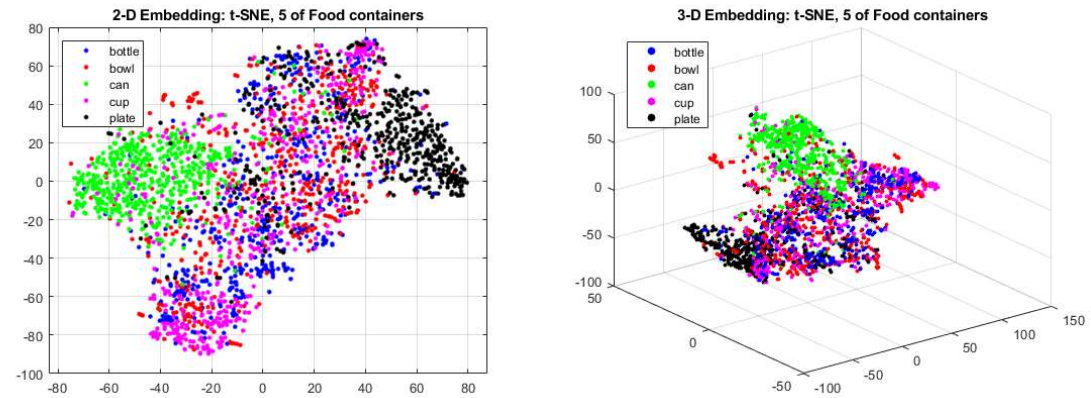 2-D Embedding: t-SNE, 5 of Food containers
80
60
40
20
0
-20
-40
-60
-80
-100
-80 -60 -40 -20 0 20 40 60 80
bottle
bowl
can
cup
plate
3-D Embedding: t-SNE, 5 of Food containers
100
50
0
-50
-100
50
0
-50
-100
-50
0
50
100
150
bottle
bowl
can
cup
plate